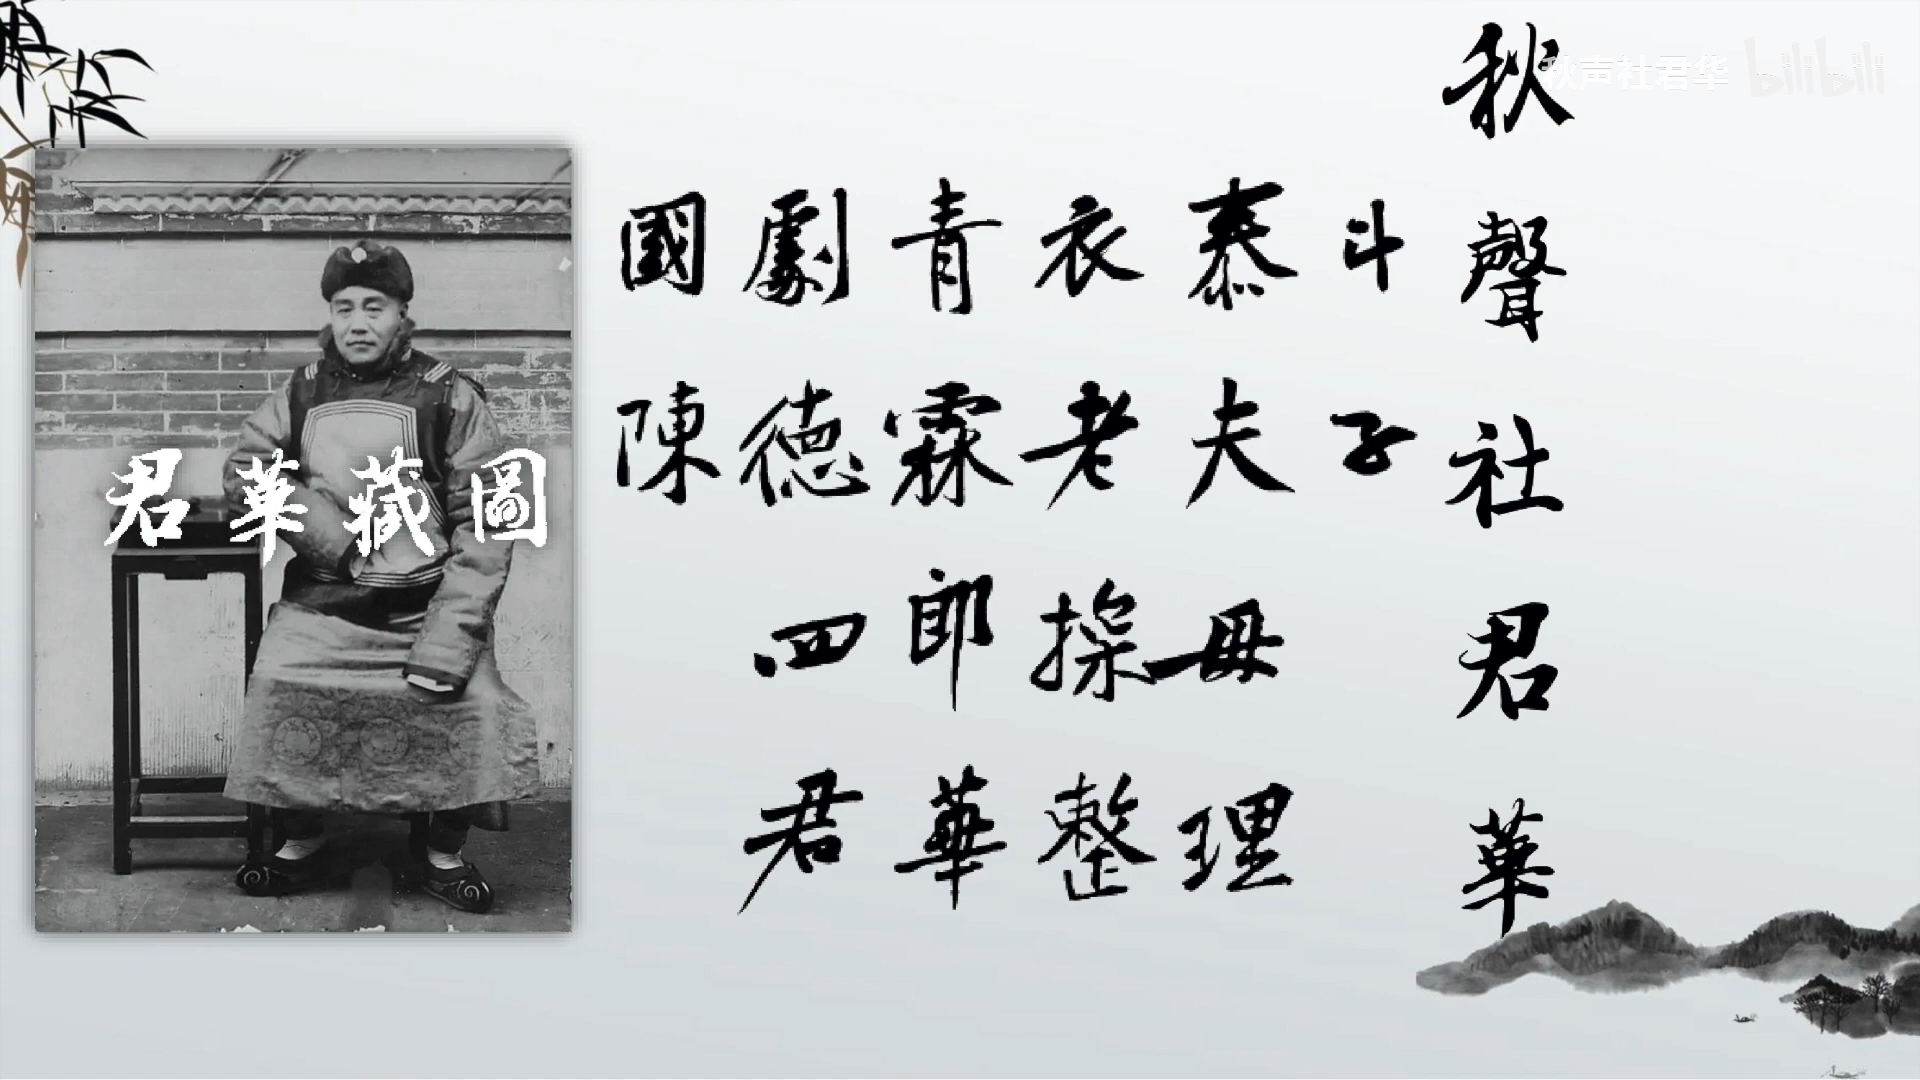 國劇青衣泰斗
陳德霖老夫子
四郎探母
君華整理
秋聲社君華
君華藏圖
秋声社君华 bilibili